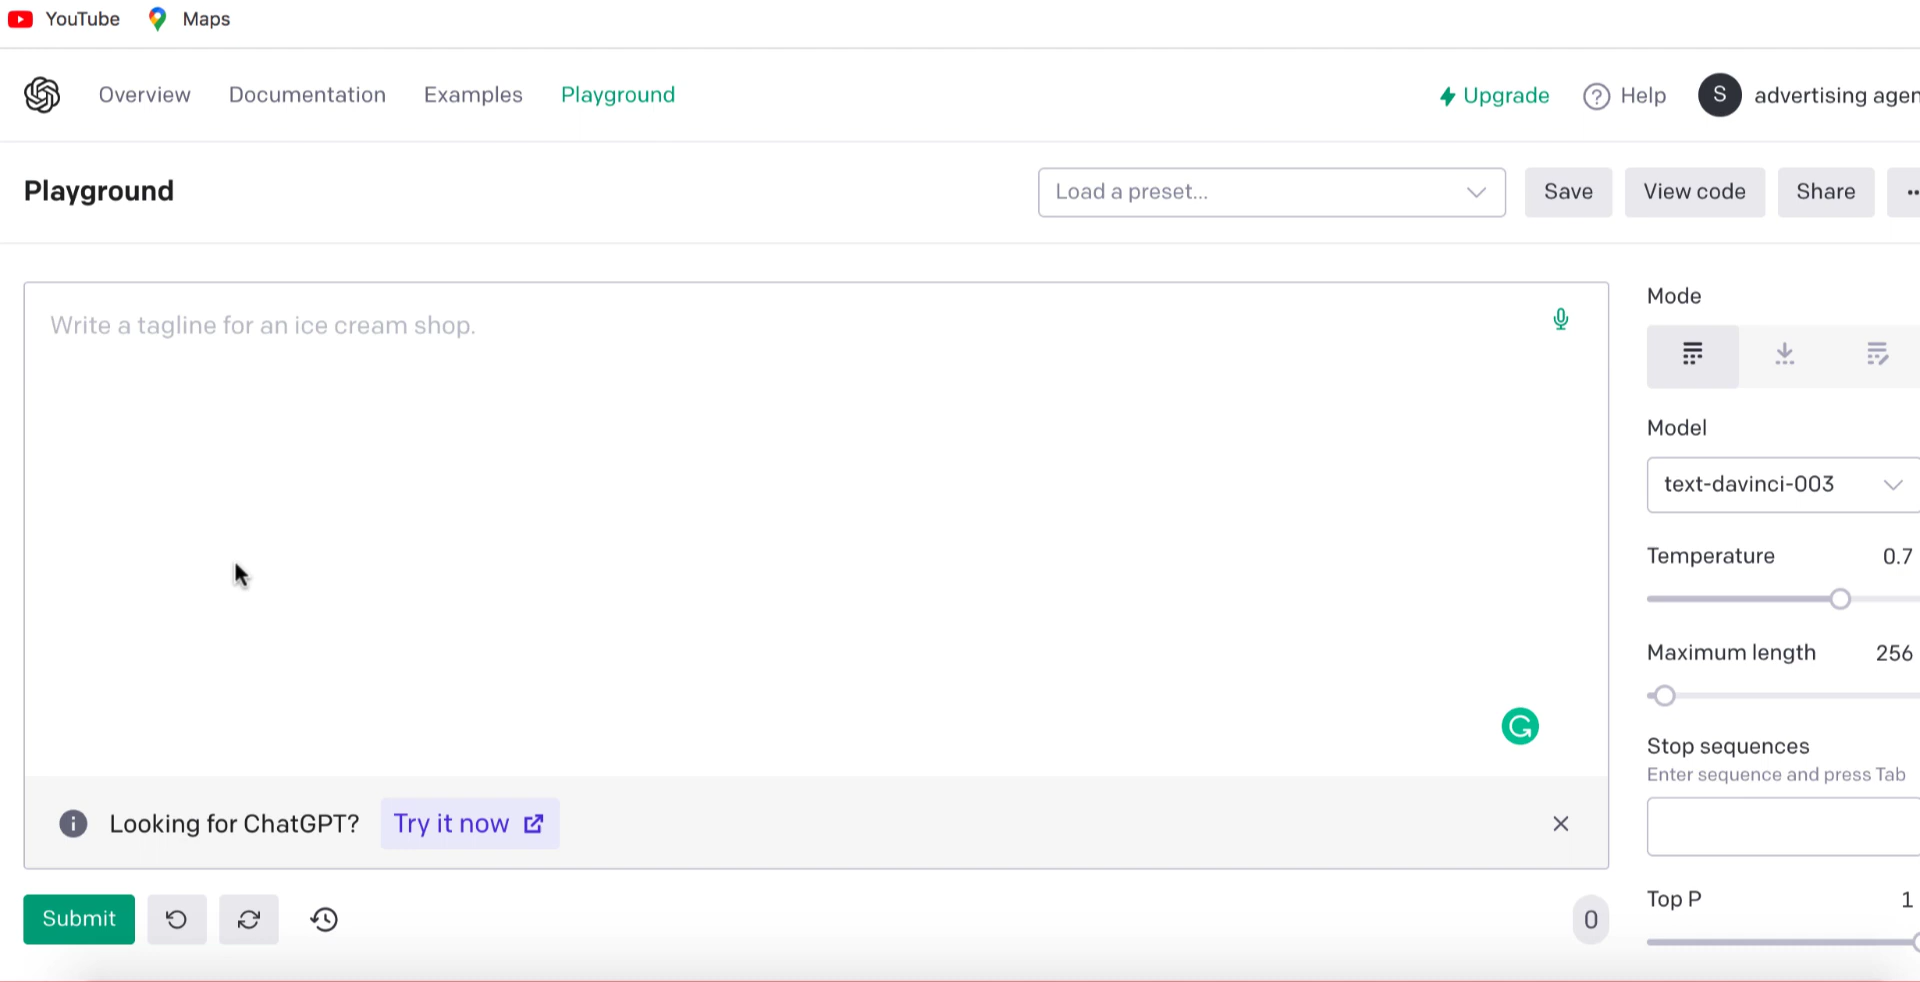 YouTube Maps
Overview Documentation Examples Playground Upgrade Help S advertising agen
Playground Load a preset... Save View code Share
Write a tagline for an ice cream shop.
Mode
Model
text-davinci-003
Temperature 0.7
Maximum length 256
Stop sequences
Enter sequence and press Tab
Looking for ChatGPT? Try it now
Top P 1
Submit 0